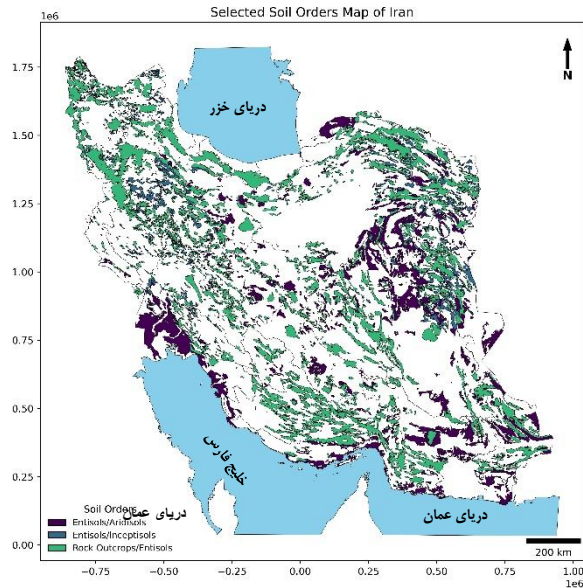 Selected Soil Orders Map of Iran
1e6
1.75
1.50
1.25
1.00
0.75
0.50
0.25
0.00
N
دریای خزر
خلیج فارس
دریای عمان
دریای عمان
Soil Orders
Entisols/Aridisols
Entisols/Inceptisols
Rock Outcrops/Entisols
200 km
−0.75
−0.50
−0.25
0.00
0.25
0.50
0.75
1.00
1e6